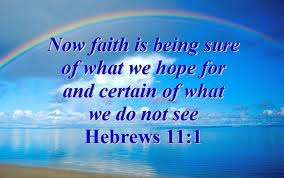 Now faith is being sure
of what we hope for
and certain of what
we do not see
Hebrews 11:1